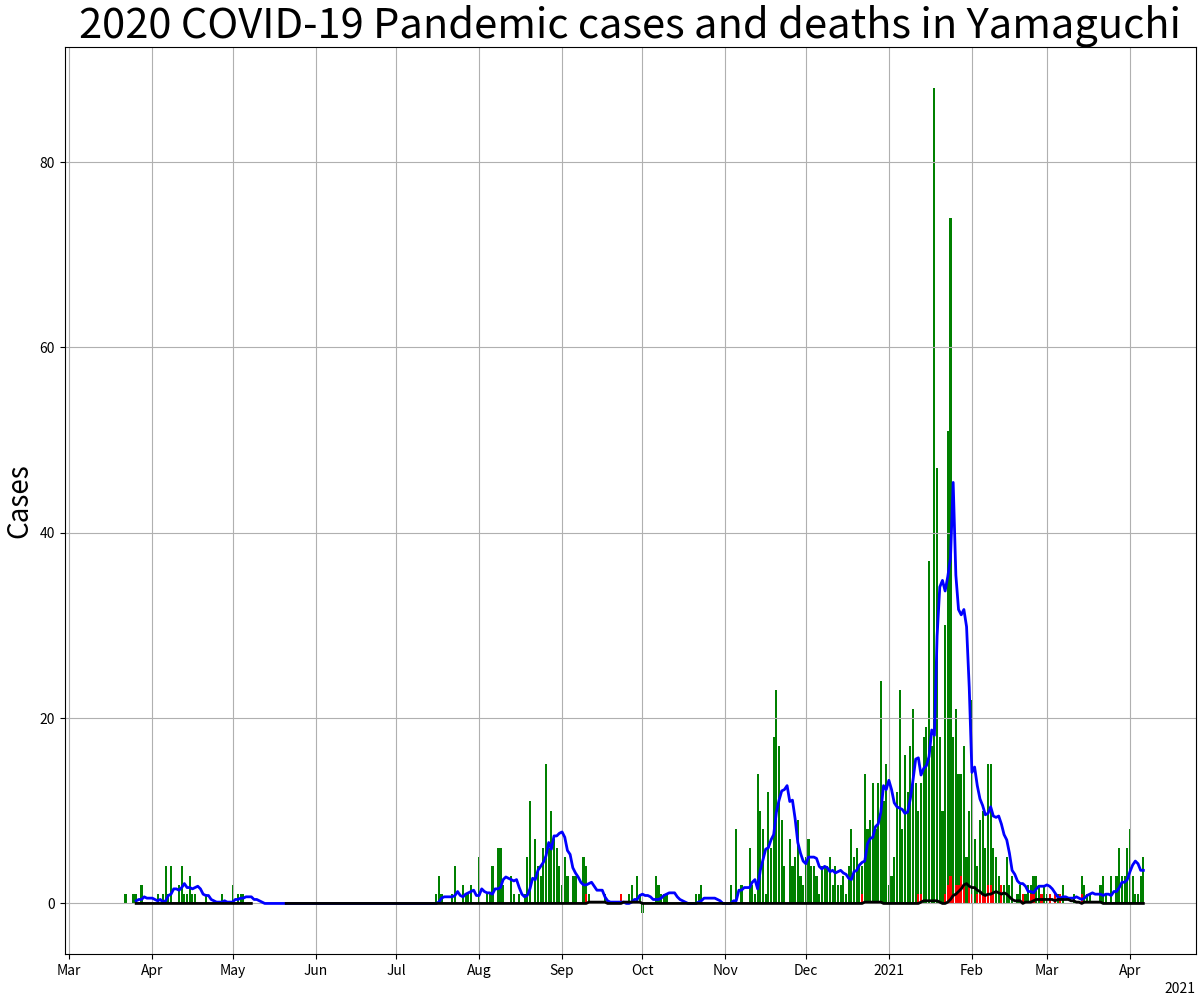 2020 COVID-19 Pandemic cases and deaths in Yamaguchi
Cases
80
60
40
20
0
Mar Apr May Jun Jul Aug Sep Oct Nov Dec 2021 Feb Mar Apr
2021